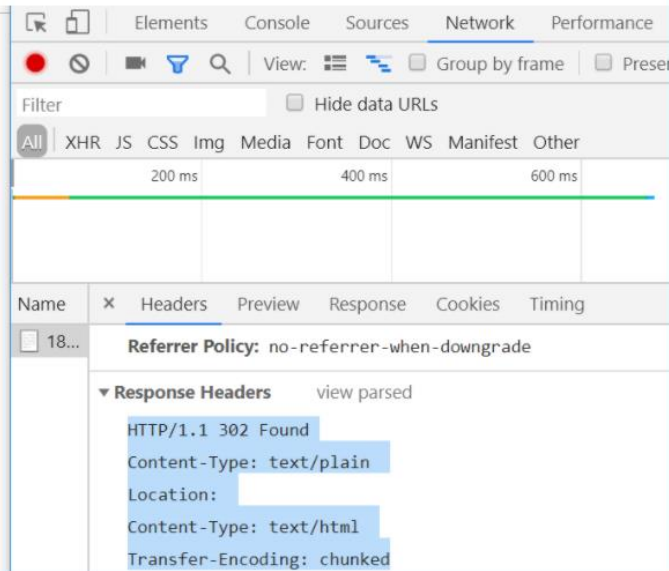 Elements Console Sources Network Performance
View: Group by frame
Filter Hide data URLs
All XHR JS CSS Img Media Font Doc WS Manifest Other
200 ms 400 ms 600 ms
Name × Headers Preview Response Cookies Timing
18... Referrer Policy: no-referrer-when-downgrade
▼ Response Headers view parsed
HTTP/1.1 302 Found
Content-Type: text/plain
Location:
Content-Type: text/html
Transfer-Encoding: chunked